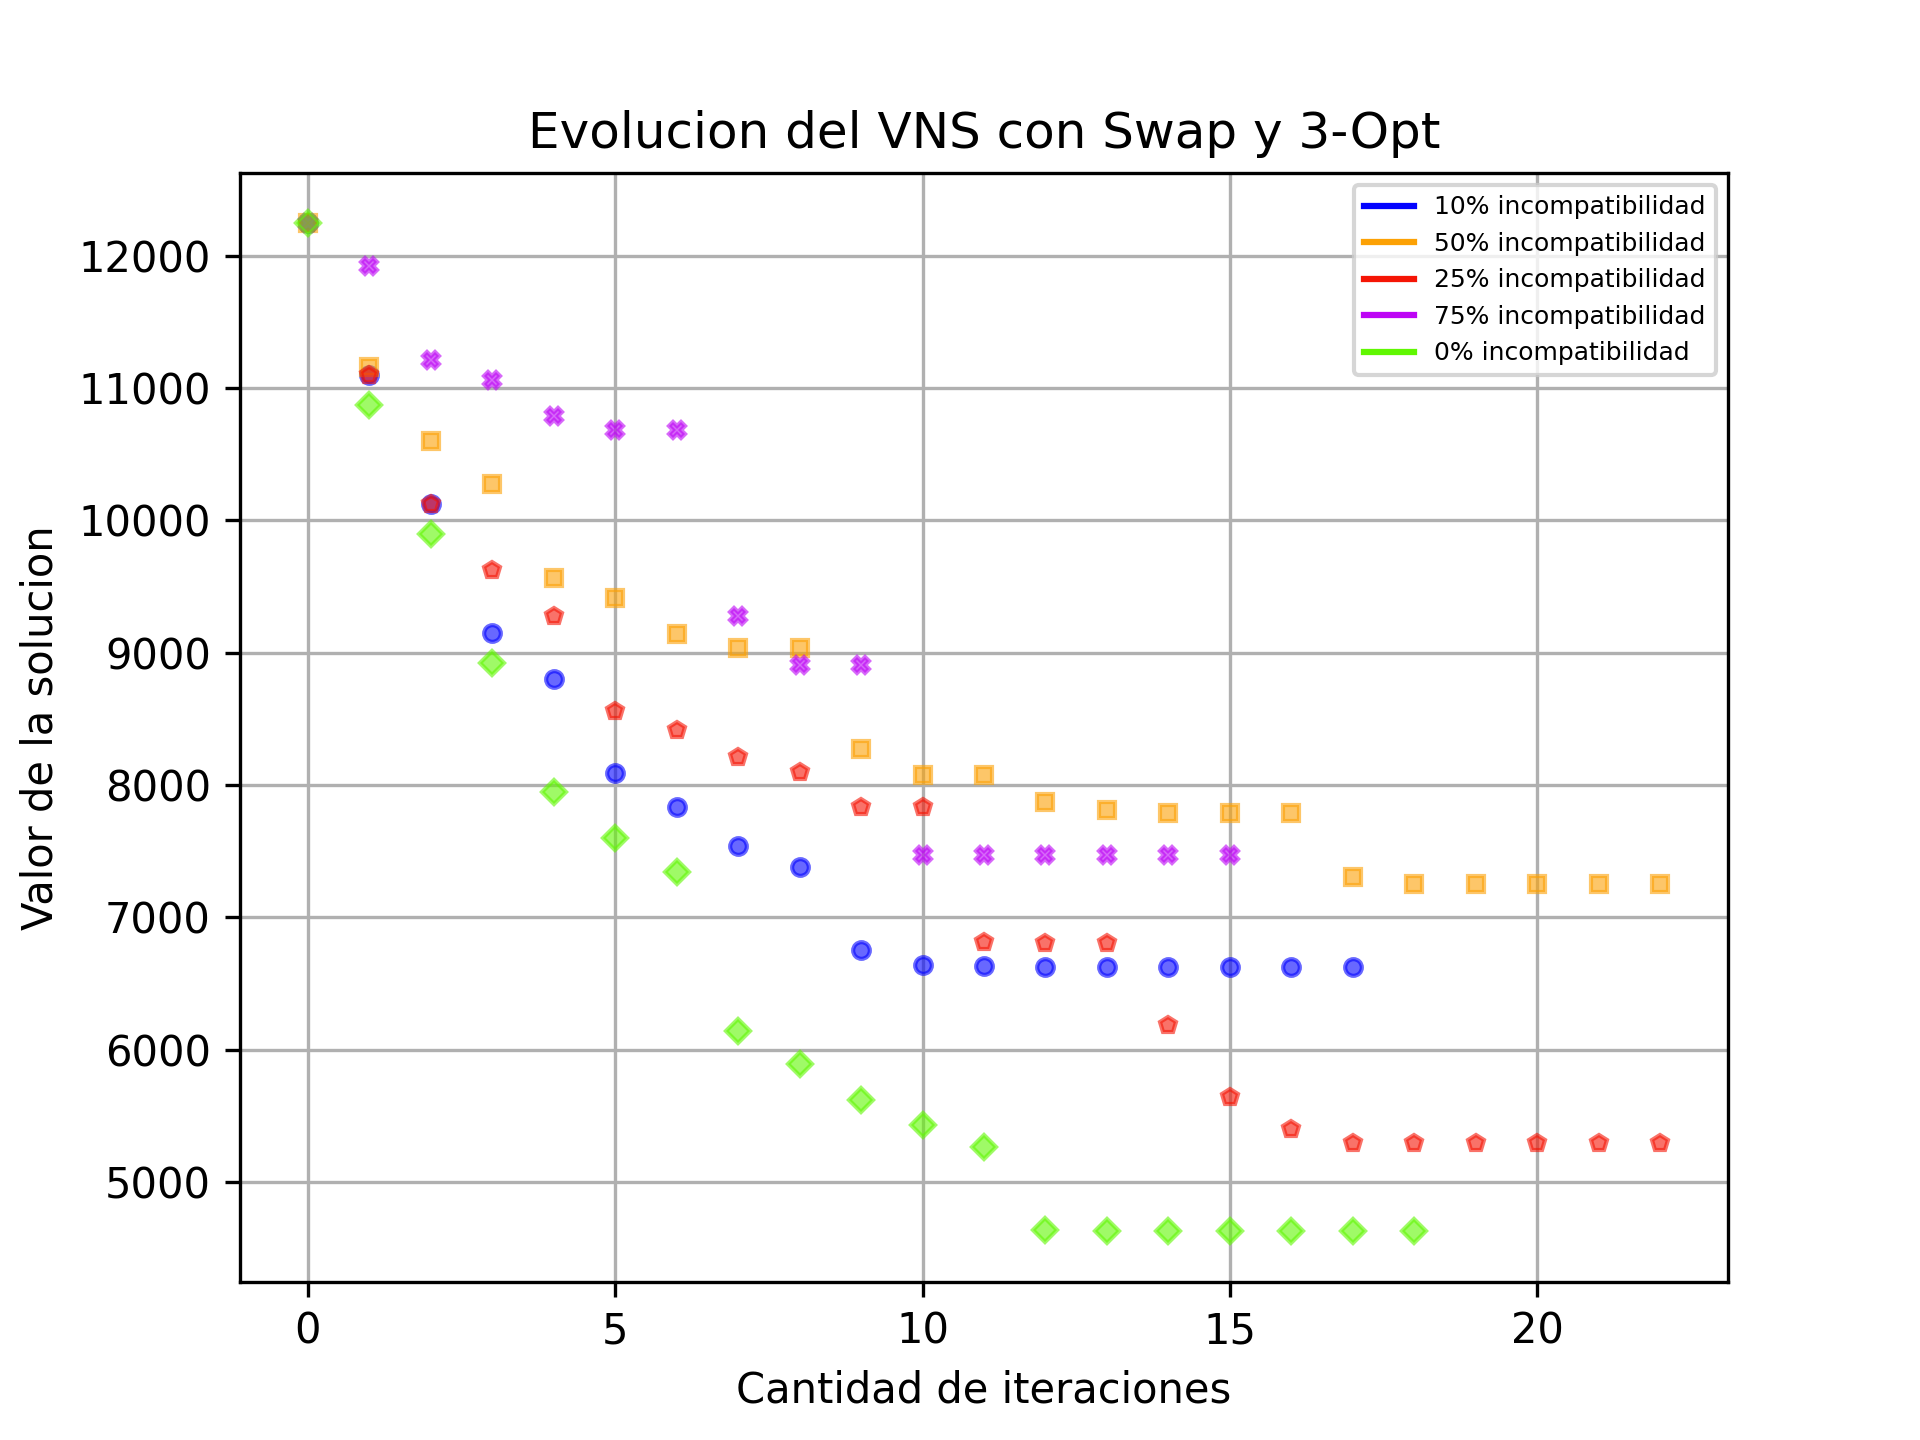 Evolucion del VNS con Swap y 3-Opt
10% incompatibilidad
50% incompatibilidad
25% incompatibilidad
75% incompatibilidad
0% incompatibilidad
Valor de la solucion
12000
11000
10000
9000
8000
7000
6000
5000
0 5 10 15 20
Cantidad de iteraciones